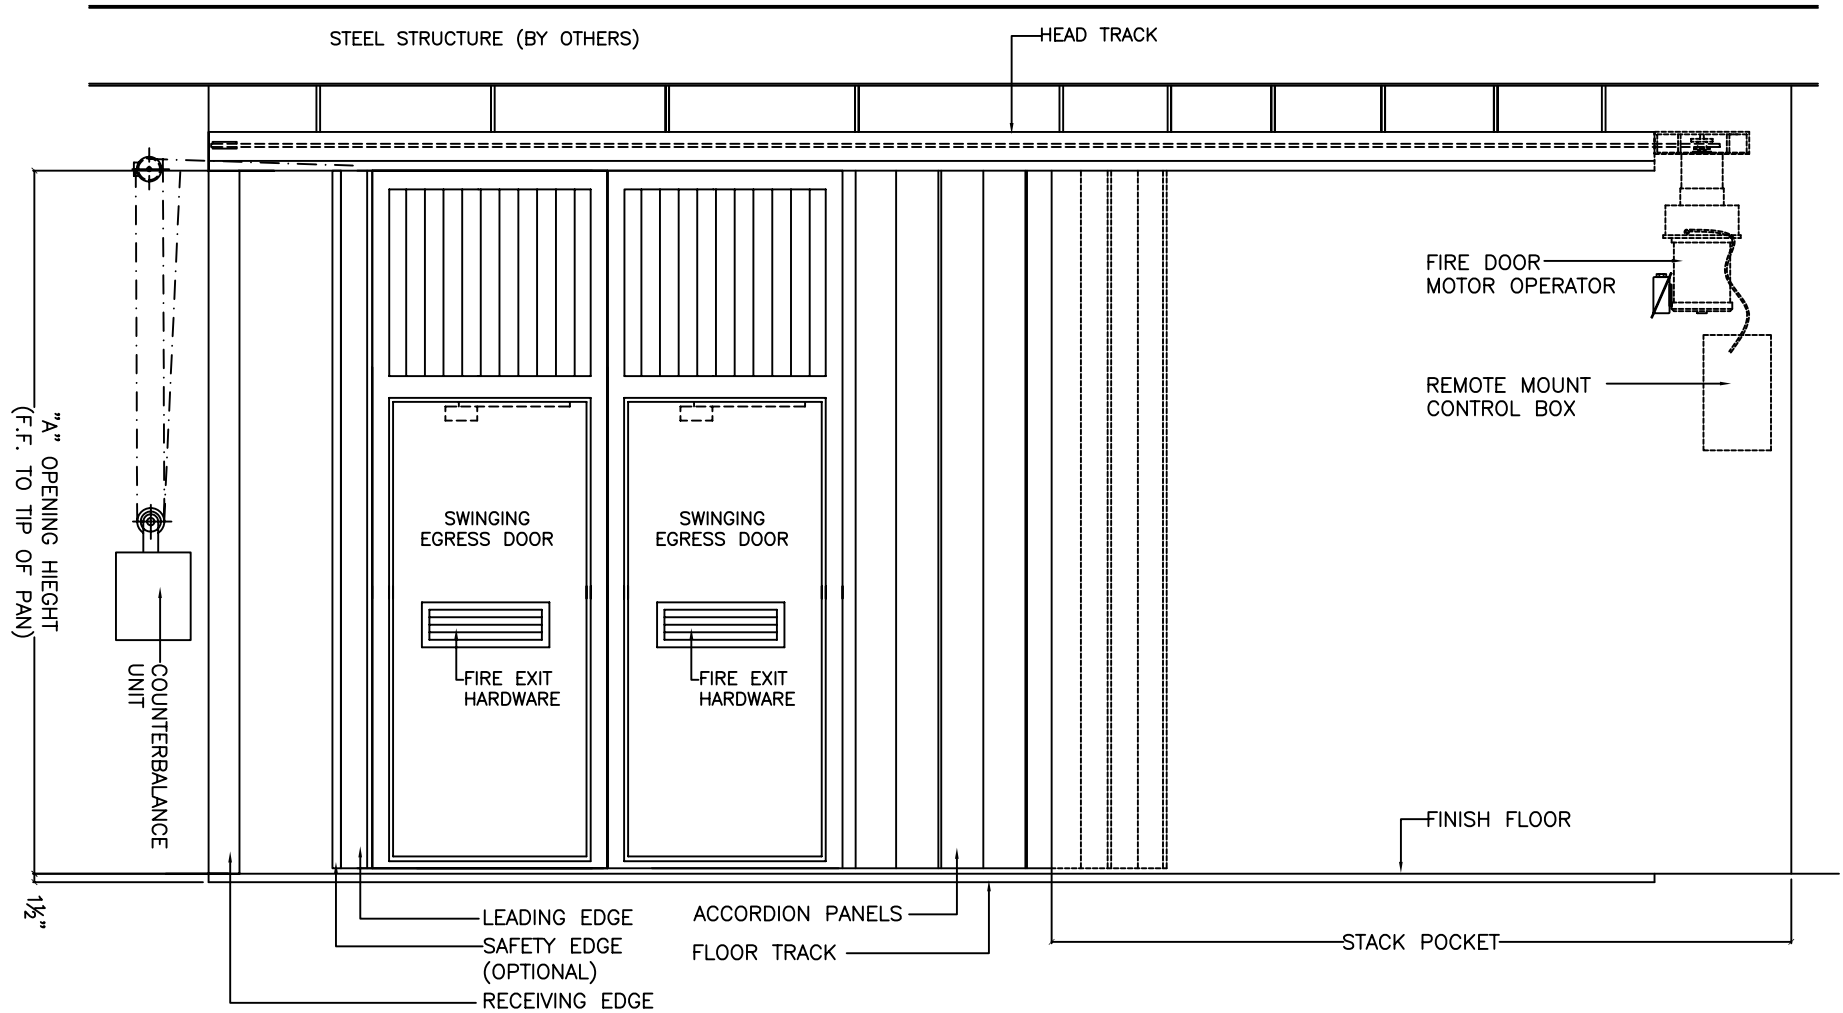 STEEL STRUCTURE (BY OTHERS)
HEAD TRACK
FIRE DOOR
MOTOR OPERATOR
REMOTE MOUNT
CONTROL BOX
"A" OPENING HIEGHT
(F.F. TO TIP OF PAN)
SWINGING
EGRESS DOOR
SWINGING
EGRESS DOOR
FIRE EXIT
HARDWARE
FIRE EXIT
HARDWARE
COUNTERBALANCE
UNIT
FINISH FLOOR
1½"
LEADING EDGE
SAFETY EDGE
(OPTIONAL)
RECEIVING EDGE
ACCORDION PANELS
FLOOR TRACK
STACK POCKET